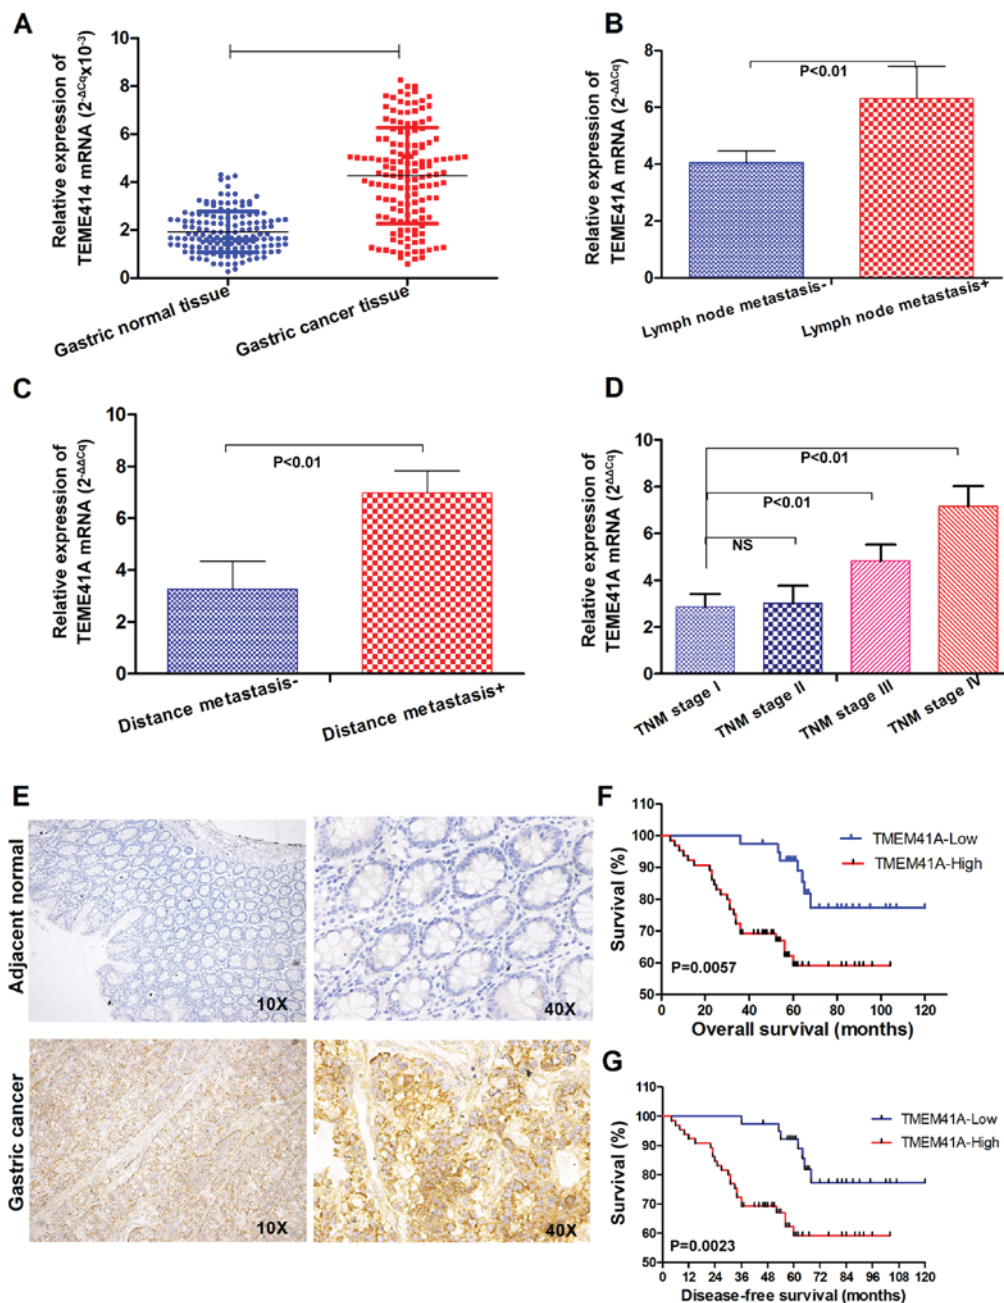 A
Relative expression of
TEME414 mRNA (2^-ΔCq x10^-3)
10
8
6
4
2
0
Gastric normal tissue
Gastric cancer tissue
B
Relative expression of
TEME41A mRNA (2^-ΔΔCq)
8
6
4
2
0
P<0.01
Lymph node metastasis-
Lymph node metastasis+
C
Relative expression of
TEME41A mRNA (2^-ΔΔCq)
10
8
6
4
2
0
P<0.01
Distance metastasis-
Distance metastasis+
D
Relative expression of
TEME41A mRNA (2^ΔΔCq)
10
8
6
4
2
0
P<0.01
P<0.01
NS
TNM stage I
TNM stage II
TNM stage III
TNM stage IV
E
Adjacent normal
10X
40X
Gastric cancer
10X
40X
F
Survival (%)
110
100
90
80
70
60
50
TMEM41A-Low
TMEM41A-High
P=0.0057
0 20 40 60 80 100 120
Overall survival (months)
G
Survival (%)
110
100
90
80
70
60
50
TMEM41A-Low
TMEM41A-High
P=0.0023
0 12 24 36 48 60 72 84 96 108 120
Disease-free survival (months)